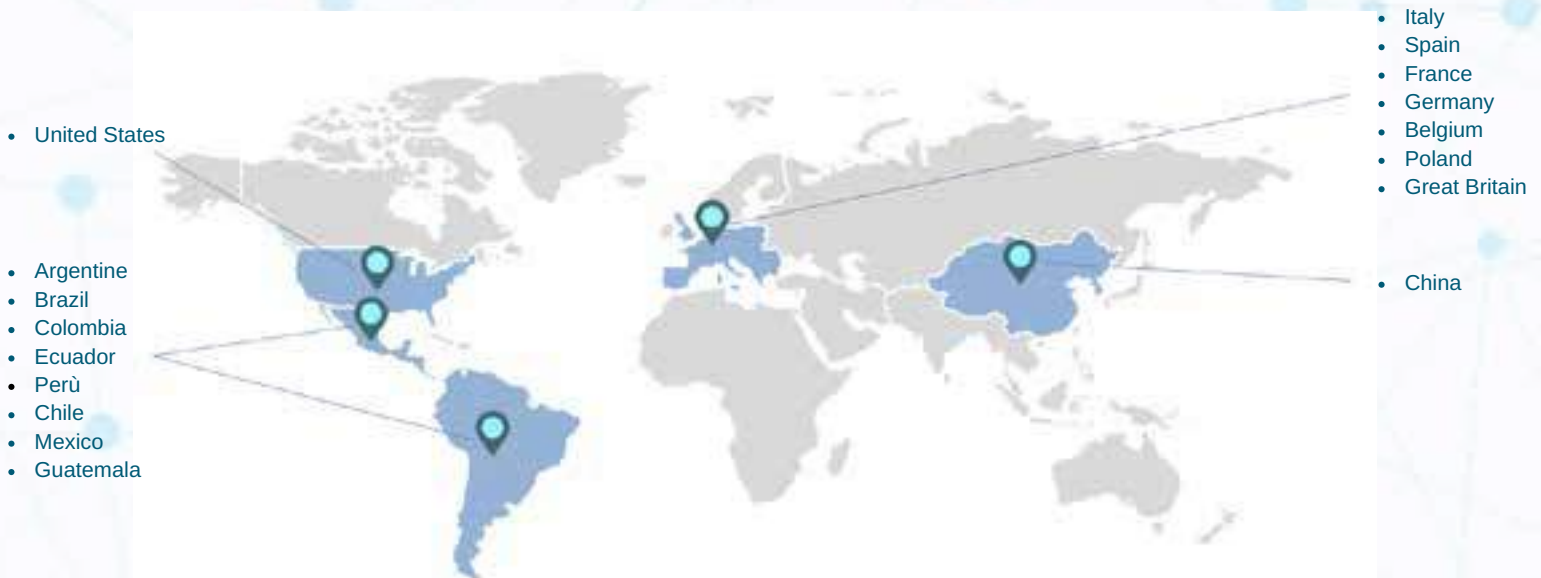 • United States
• Argentine
• Brazil
• Colombia
• Ecuador
• Perù
• Chile
• Mexico
• Guatemala
• Italy
• Spain
• France
• Germany
• Belgium
• Poland
• Great Britain
• China